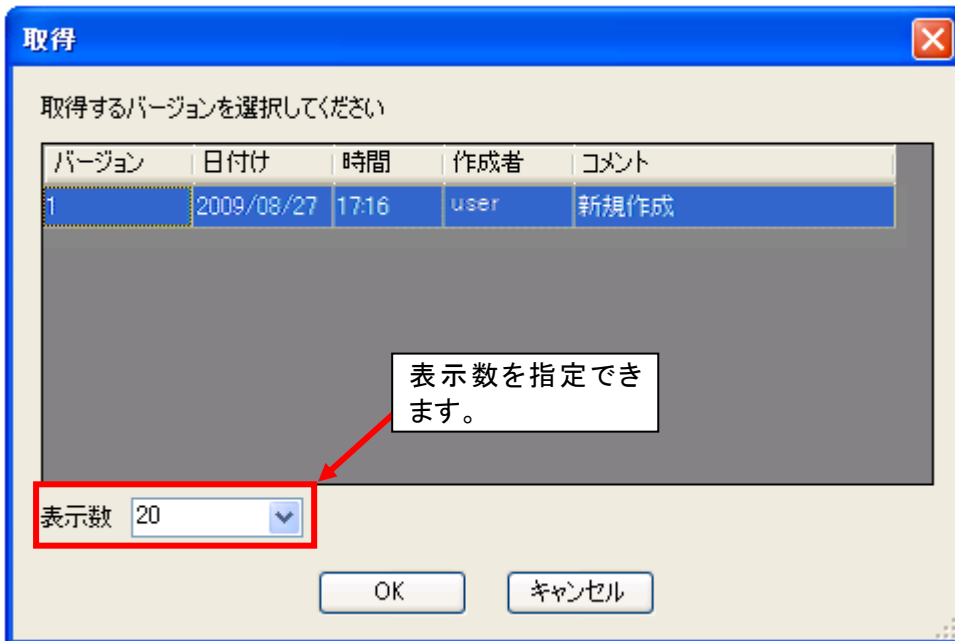 取得
取得するバージョンを選択してください
バージョン 日付け 時間 作成者 コメント
1 2009/08/27 17:16 user 新規作成
表示数を指定でき
ます。
表示数 20
OK キャンセル